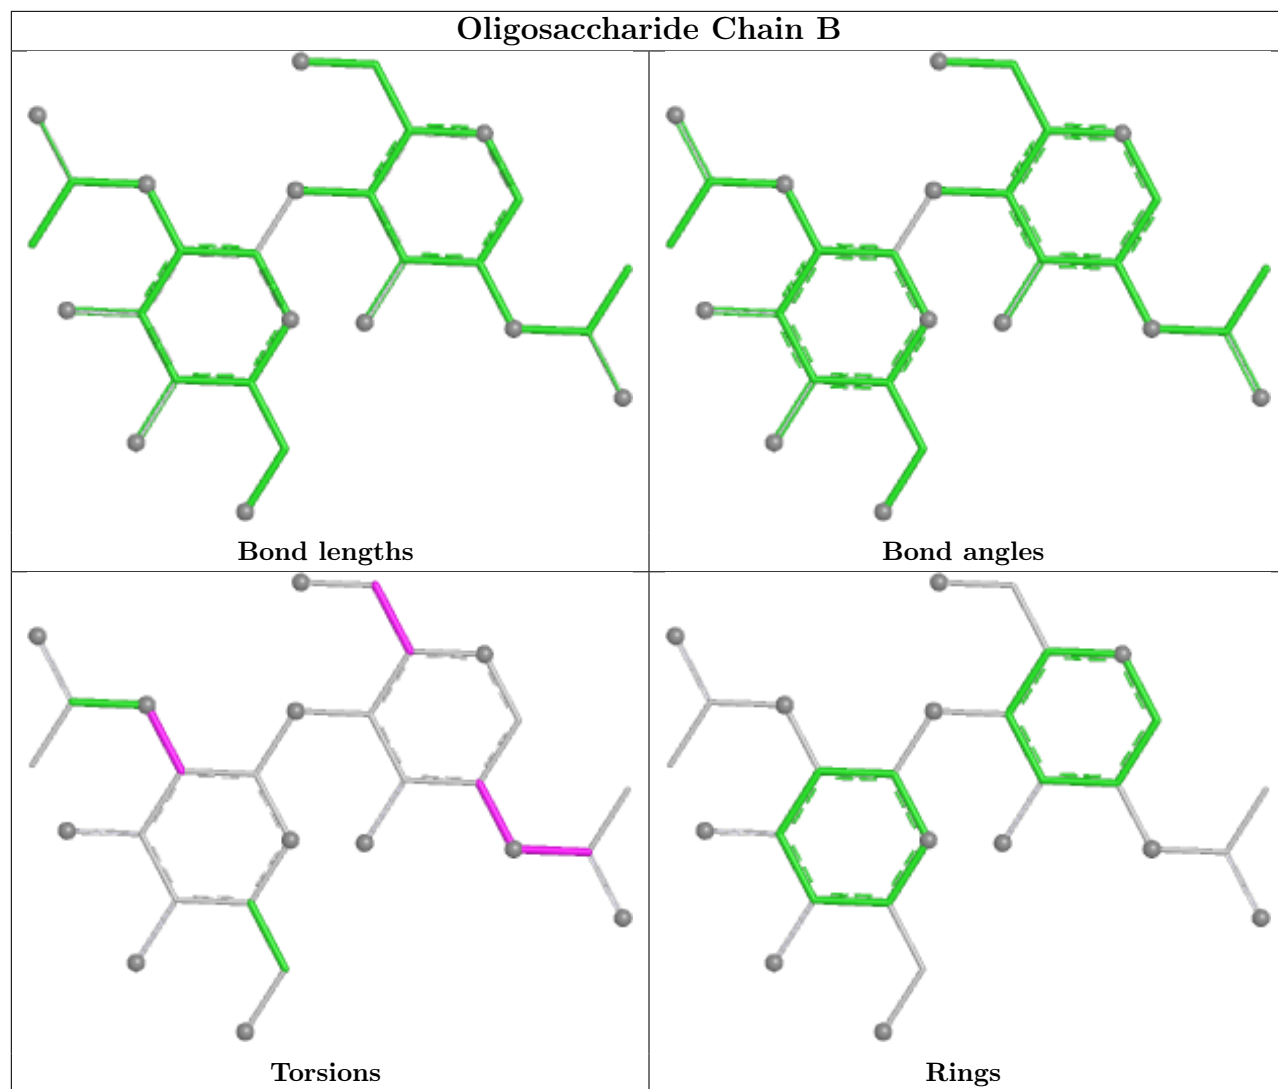 Oligosaccharide Chain B
Bond lengths
Bond angles
Torsions
Rings